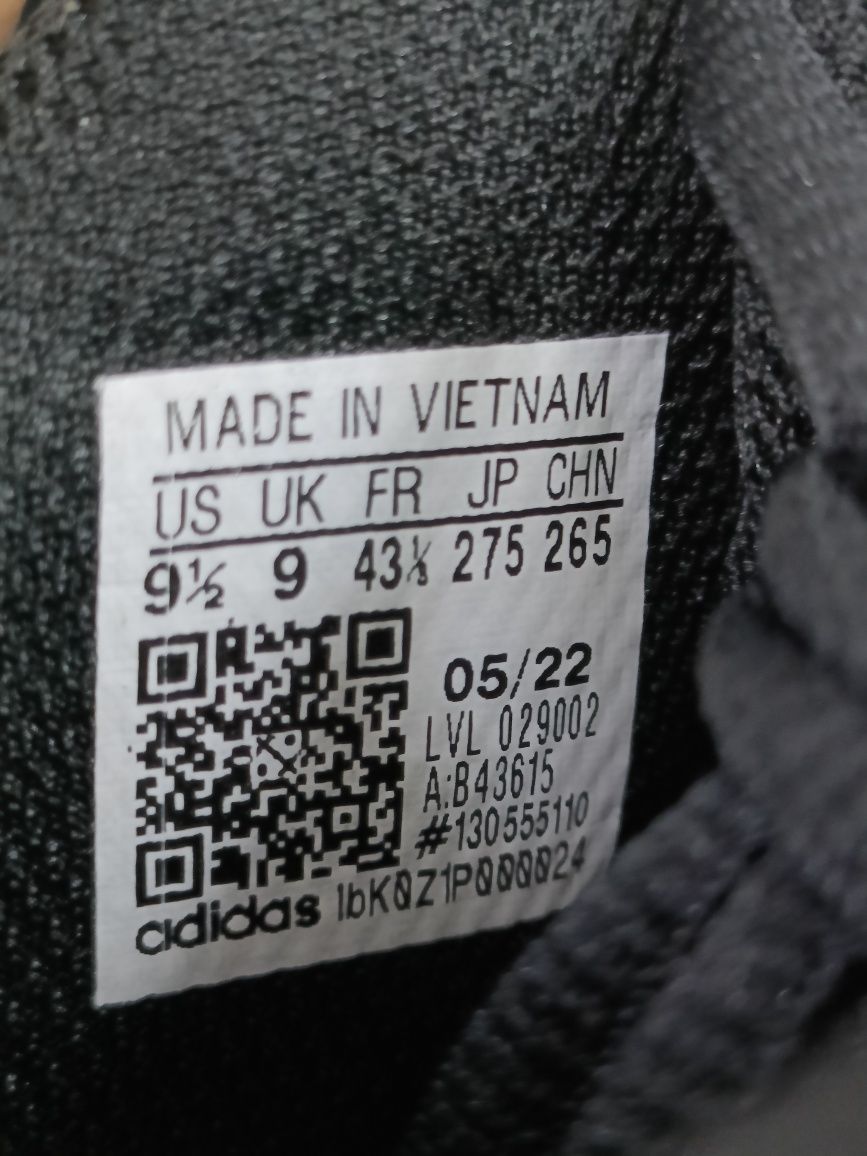 MADE IN VIETNAM
US UK FR JP CHN
9½ 9 43⅓ 275 265
05/22
LVL 029002
A:B43615
#130555110
adidas 1bK0Z1P000024